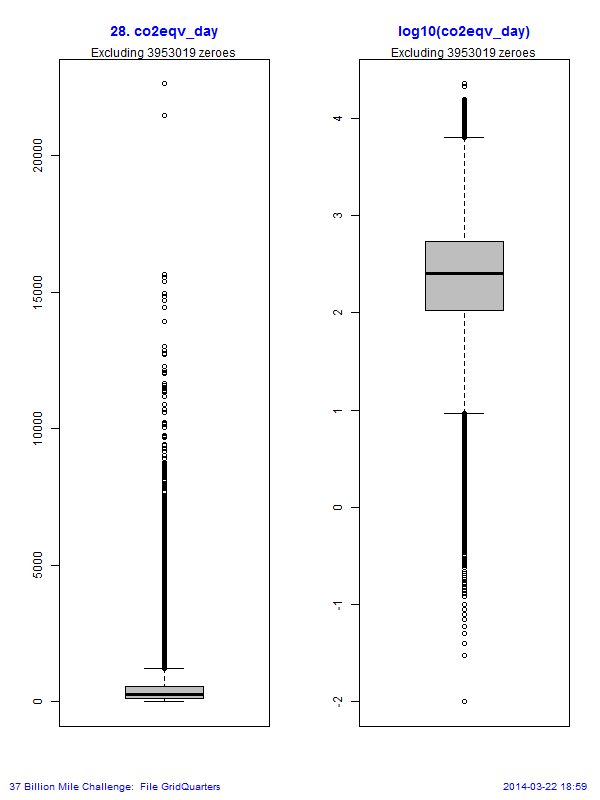 28. co2eqv_day
Excluding 3953019 zeroes
20000
15000
10000
5000
0
log10(co2eqv_day)
Excluding 3953019 zeroes
4
3
2
1
0
-1
-2
37 Billion Mile Challenge: File GridQuarters
2014-03-22 18:59